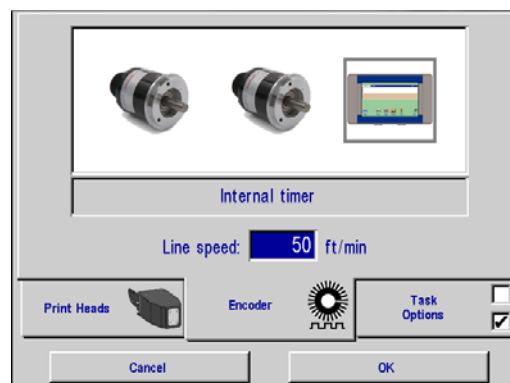 Internal timer
Line speed: 50 ft/min
Print Heads
Encoder
Task
Options
Cancel
OK